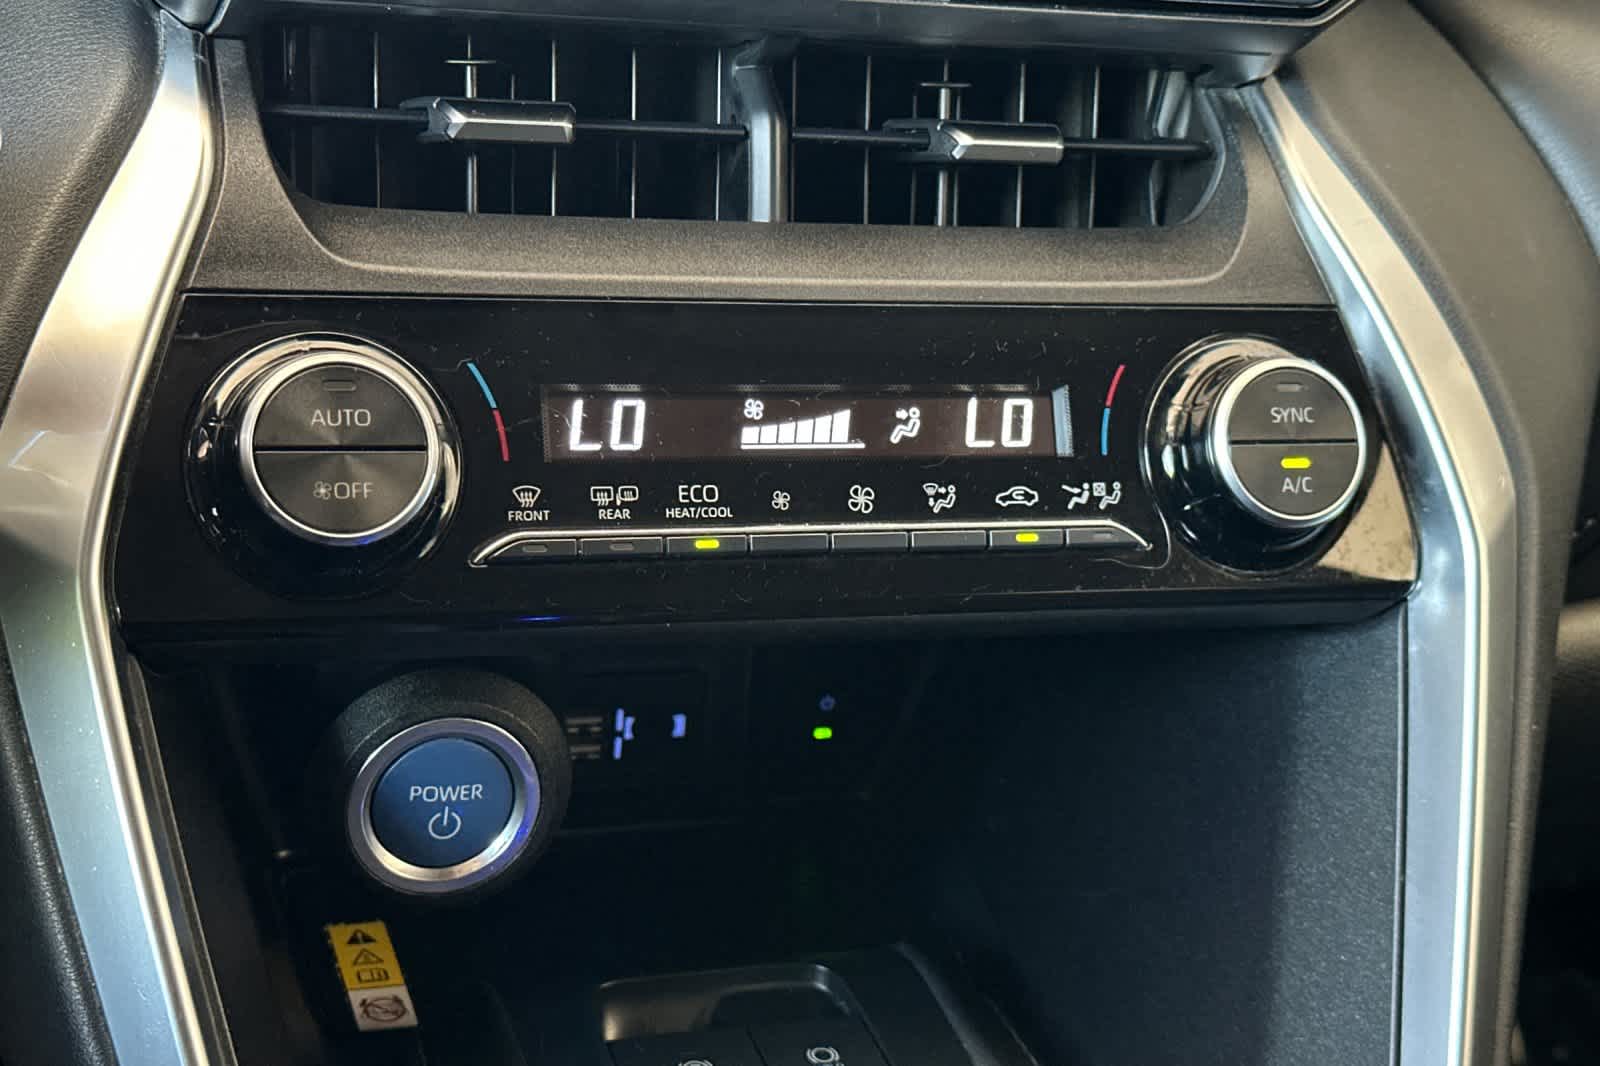 AUTO
OFF
LO
LO
SYNC
A/C
FRONT
REAR
ECO
HEAT/COOL
POWER